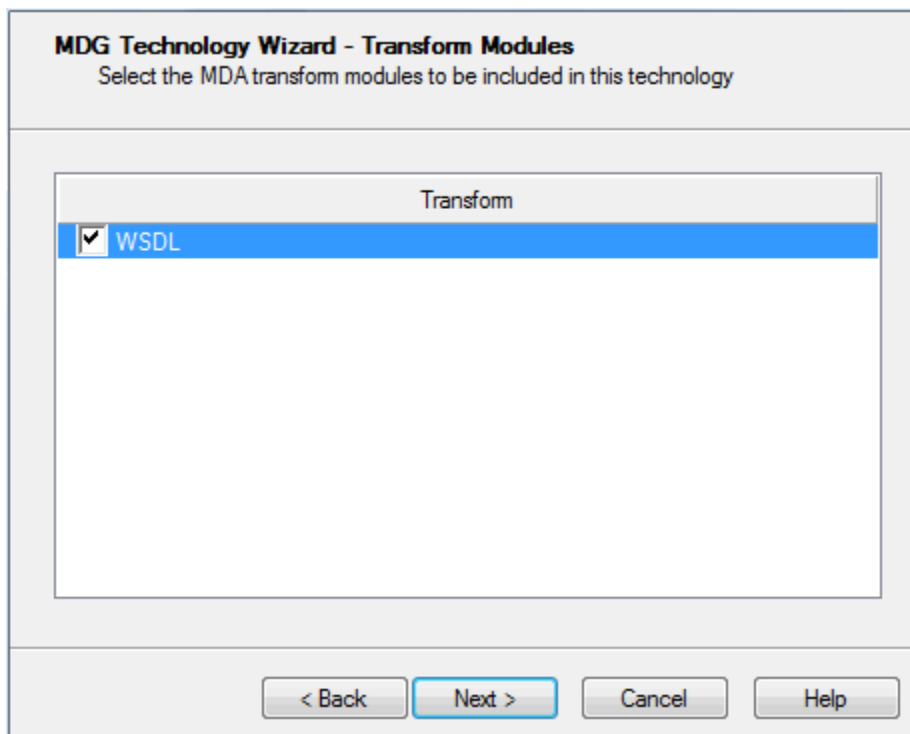 MDG Technology Wizard - Transform Modules
Select the MDA transform modules to be included in this technology
Transform
WSDL
< Back Next > Cancel Help